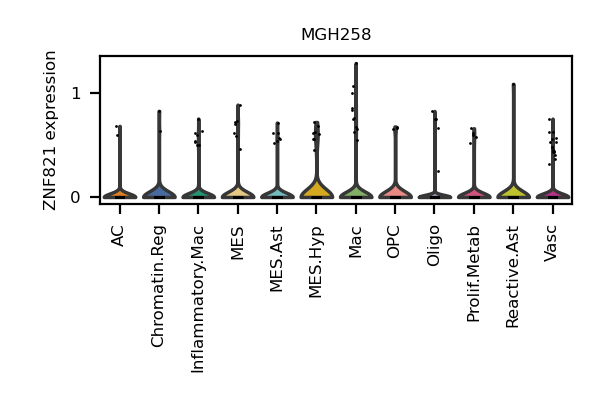 MGH258
ZNF821 expression
1
0
AC
Chromatin.Reg
Inflammatory.Mac
MES
MES.Ast
MES.Hyp
Mac
OPC
Oligo
Prolif.Metab
Reactive.Ast
Vasc